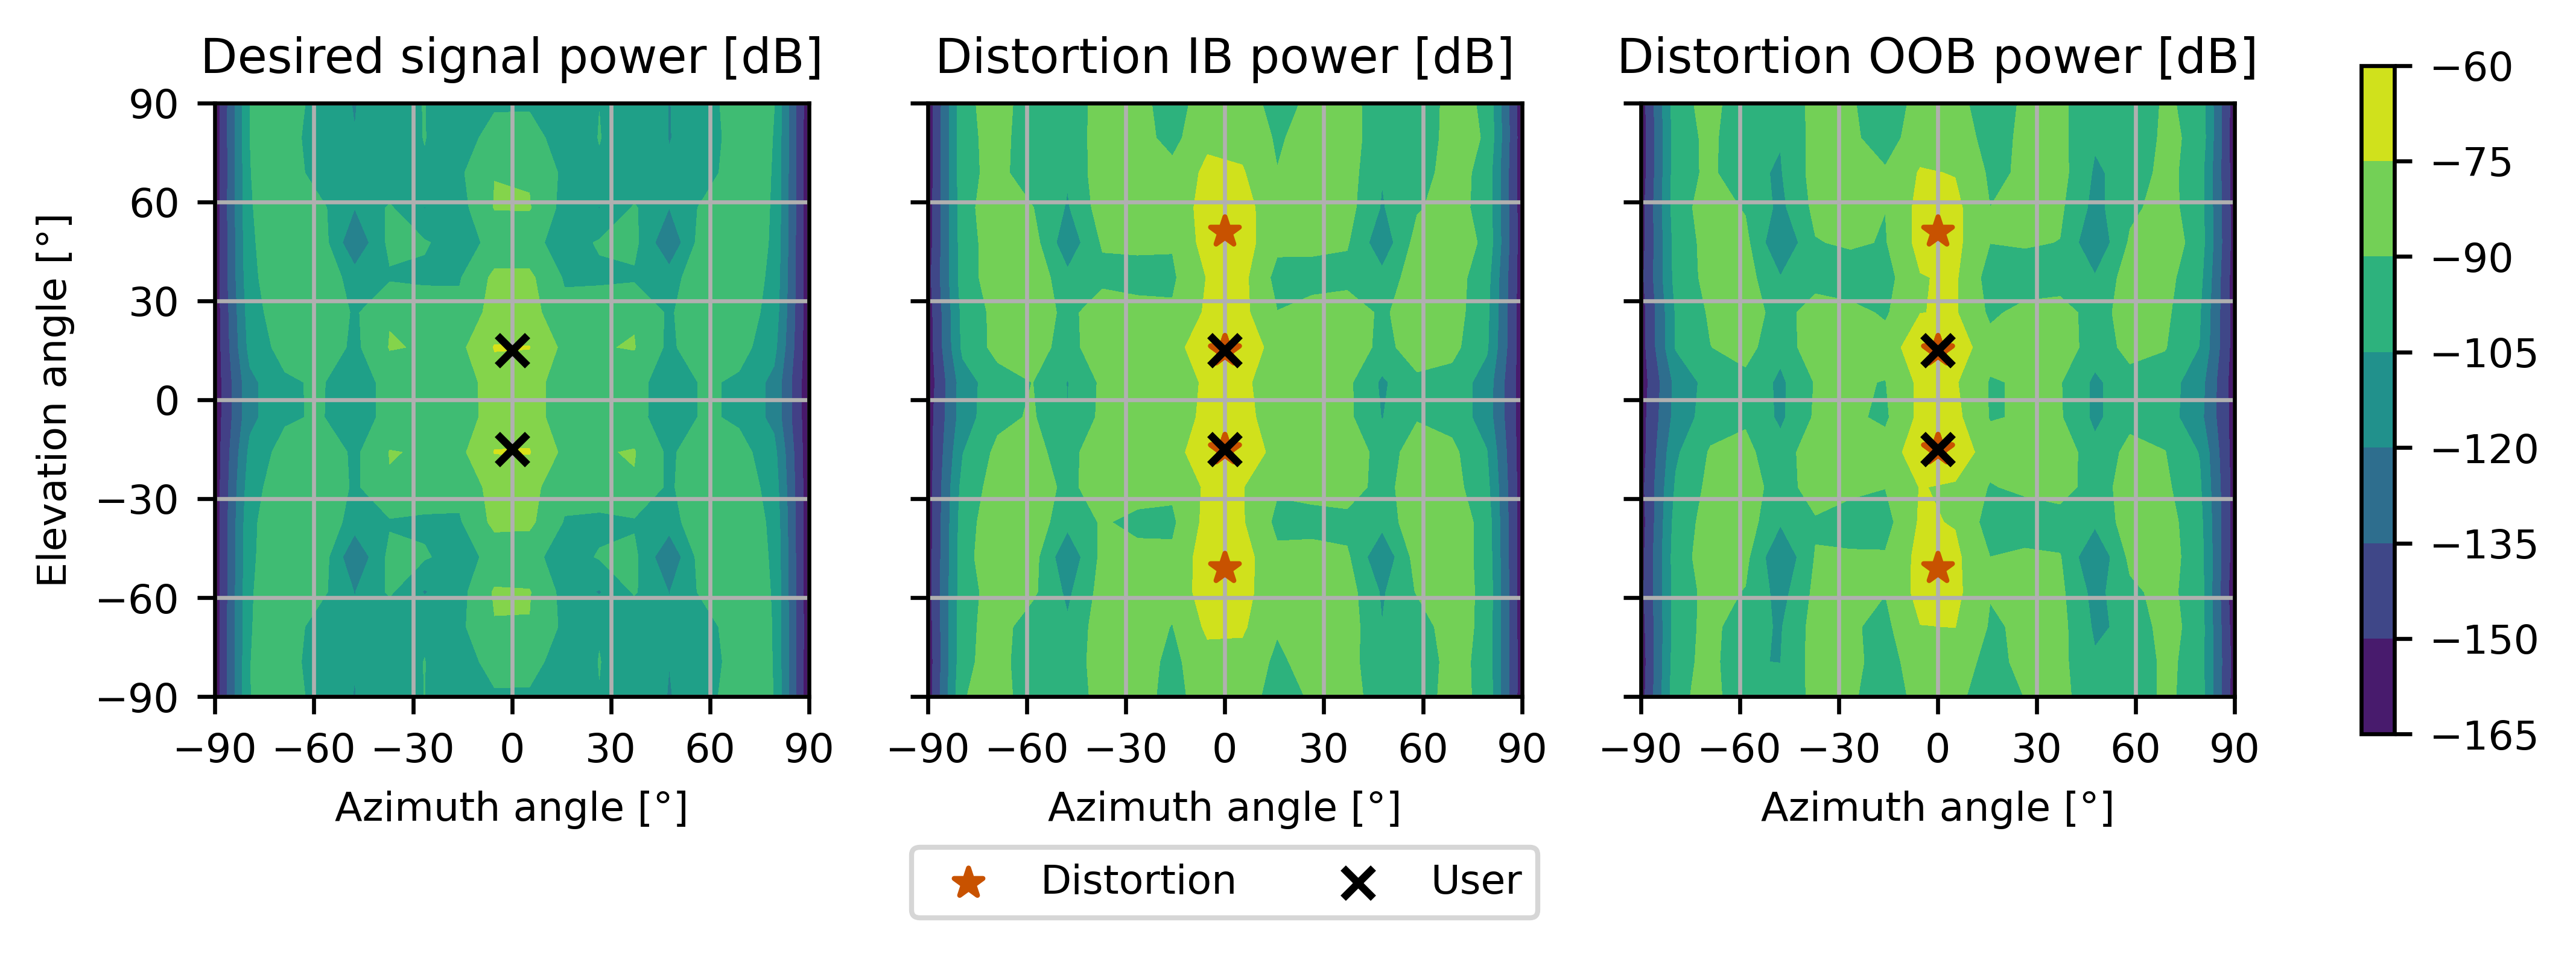 Desired signal power [dB]
Distortion IB power [dB]
Distortion OOB power [dB]
Elevation angle [°]
90
60
30
0
−30
−60
−90
−90 −60 −30 0 30 60 90
−90 −60 −30 0 30 60 90
−90 −60 −30 0 30 60 90
Azimuth angle [°]
Azimuth angle [°]
Azimuth angle [°]
−60
−75
−90
−105
−120
−135
−150
−165
Distortion User